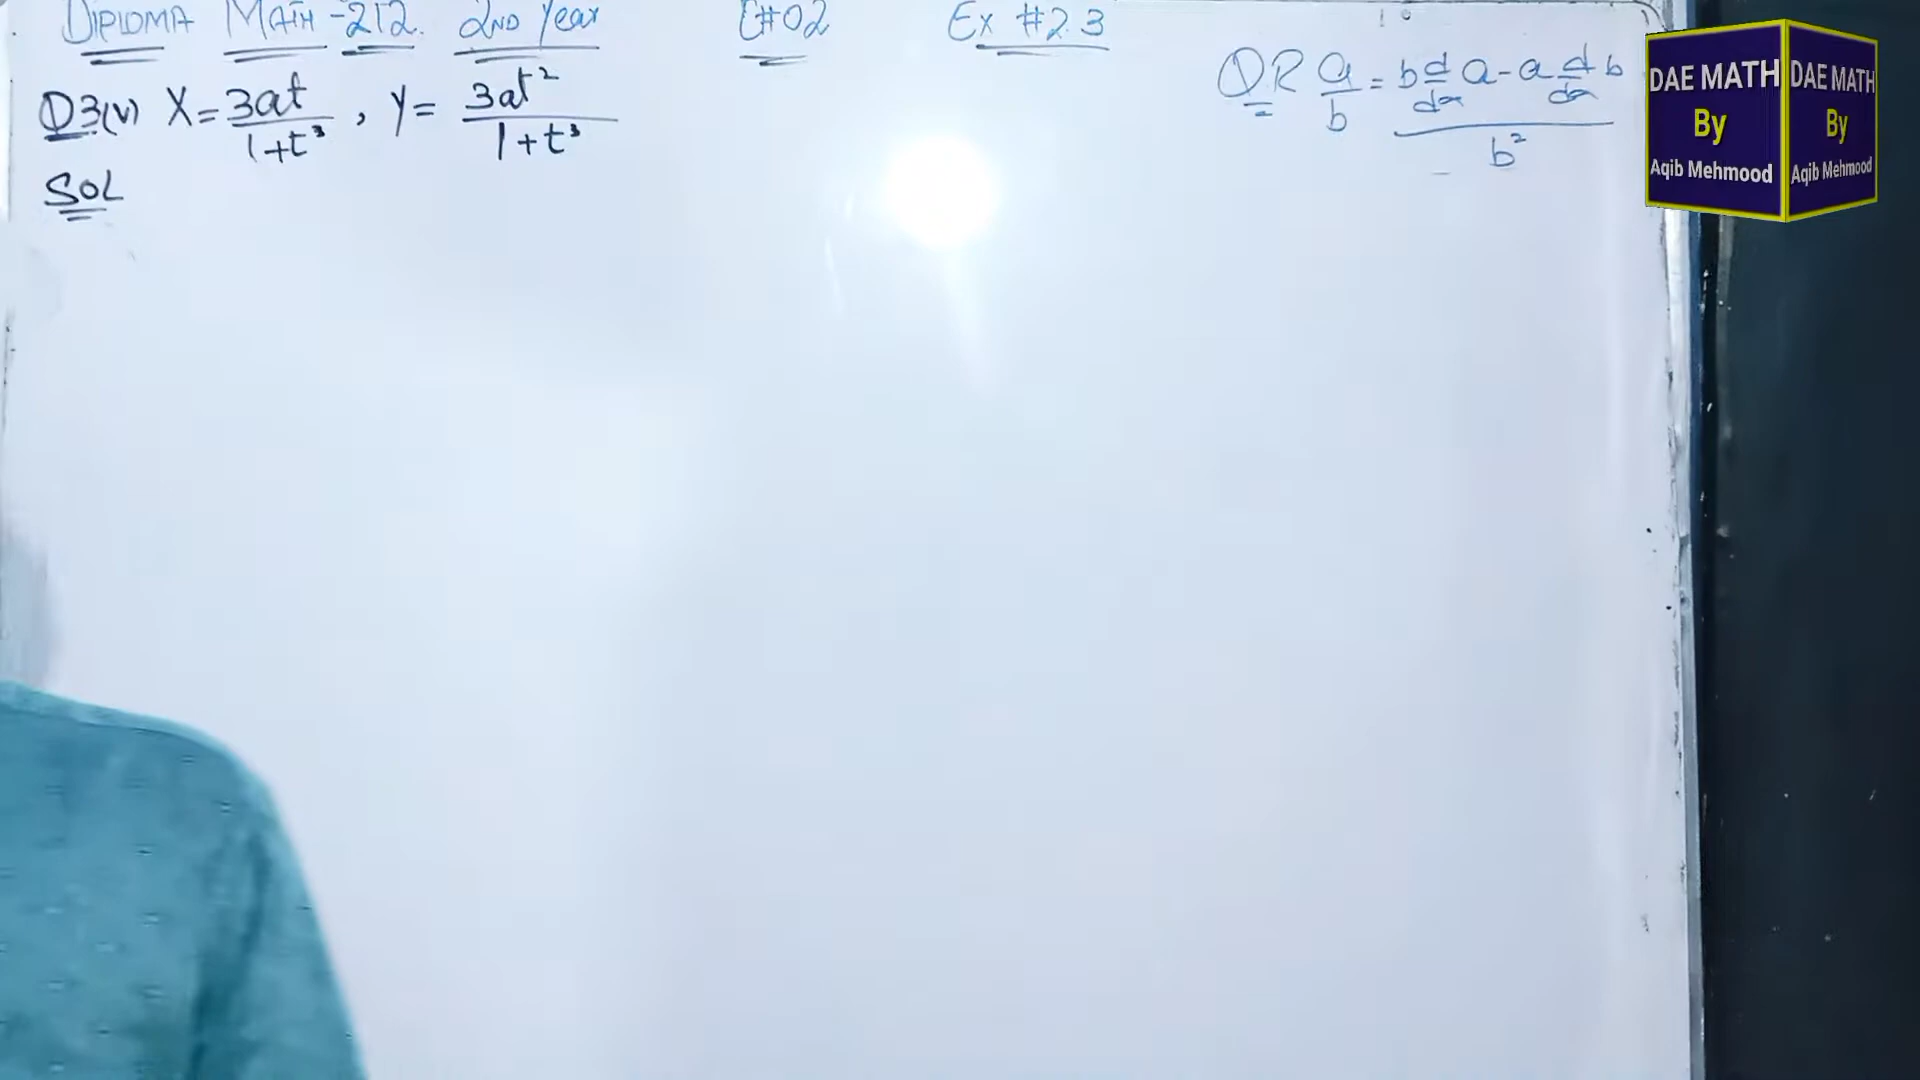 DIPLOMA MATH-212. 2ND Year C#02 Ex #2.3
Q3(v) X=3at/1+t³ , Y= 3at²/1+t³
SOL
QR a/b = b d/dx a - a d/dx b / b²
DAE MATH
By
Aqib Mehmood
DAE MATH
By
Aqib Mehmood